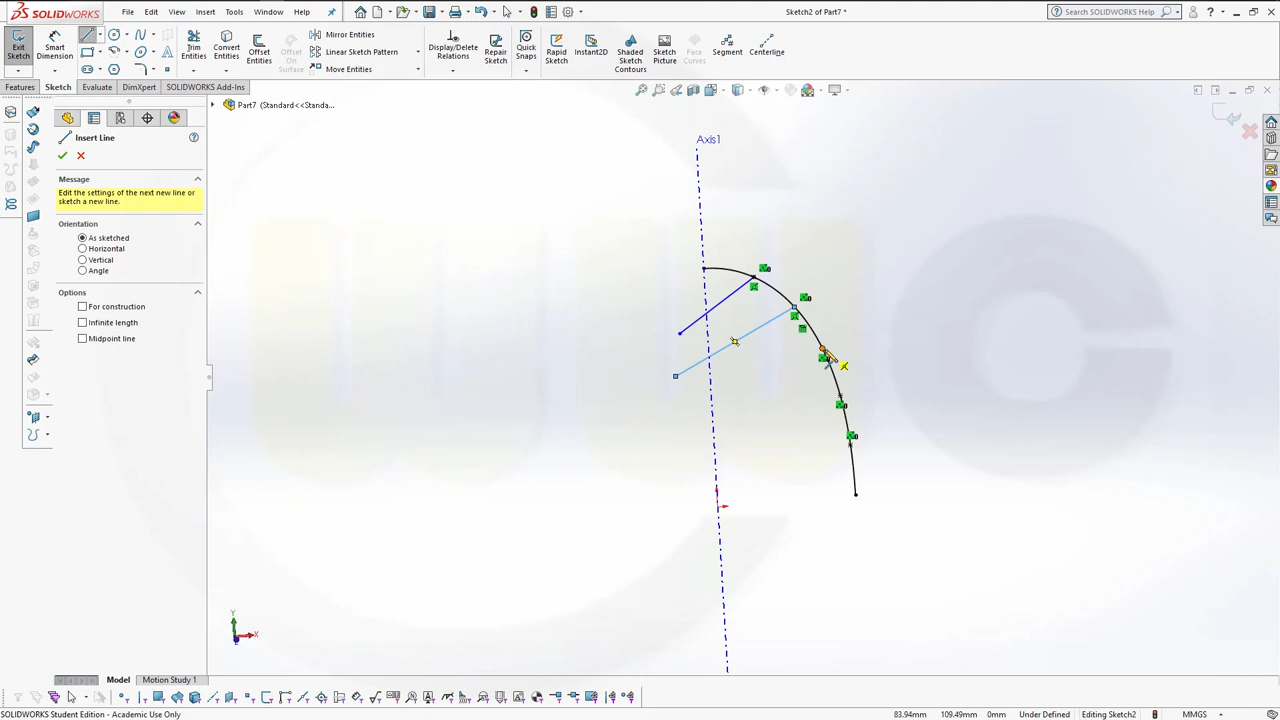 SOLIDWORKS File Edit View Insert Tools Window Help Sketch2 of Part7 * Search SOLIDWORKS Help
Exit Sketch Smart Dimension Trim Entities Convert Entities Offset Entities Offset On Surface Mirror Entities Linear Sketch Pattern Move Entities Display/Delete Relations Repair Sketch Quick Snaps Rapid Sketch Instant2D Shaded Sketch Contours Sketch Picture Face Curves Segment Centerline
Features Sketch Evaluate DimXpert SOLIDWORKS Add-Ins
Part7 (Standard<<Standa...
Insert Line
Message
Edit the settings of the next new line or
sketch a new line.
Orientation
As sketched
Horizontal
Vertical
Angle
Options
For construction
Infinite length
Midpoint line
Axis1
Y
X
Model Motion Study 1
SOLIDWORKS Student Edition - Academic Use Only 83.94mm 109.49mm 0mm Under Defined Editing Sketch2 MMGS